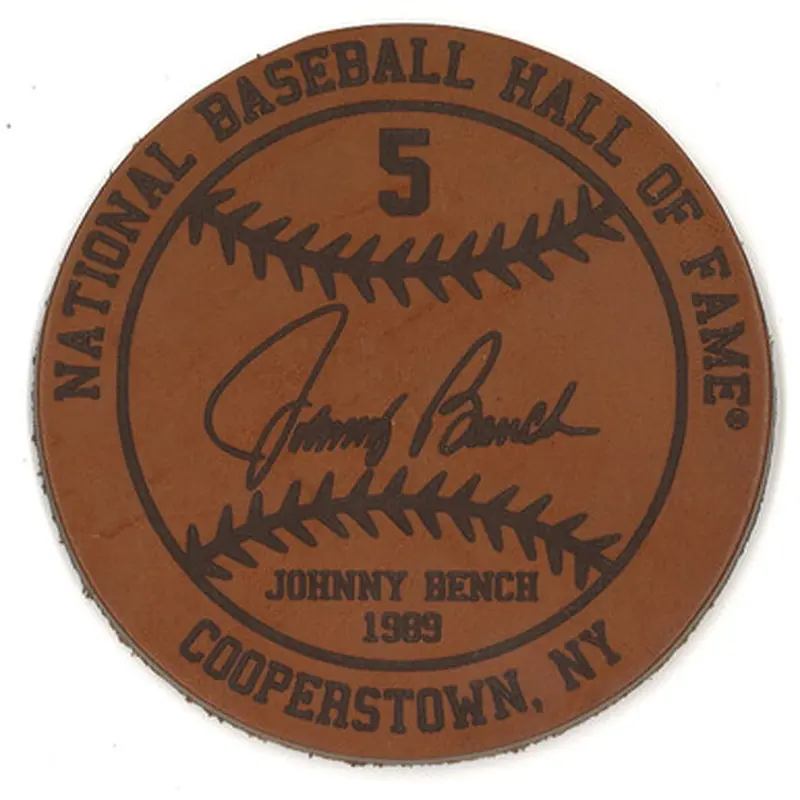 NATIONAL BASEBALL HALL OF FAME®
5
Johnny Bench
JOHNNY BENCH
1989
COOPERSTOWN, NY